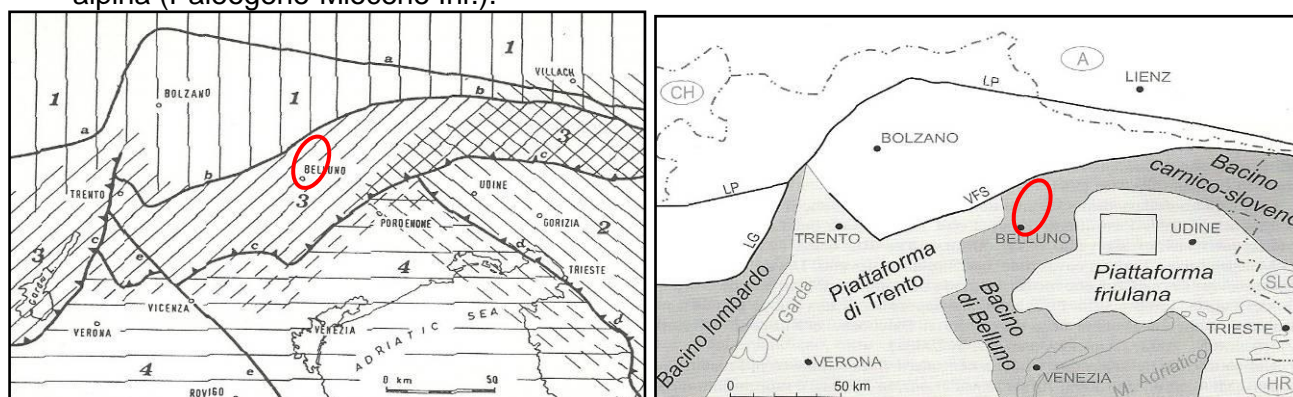 alpina (Paleogene-Miocene Inf.).
1
1
VILLACH
a
b
BOLZANO
1
3
a
BELLUNO
c
TRENTO
b
UDINE
3
PORDENONE
GORIZIA
2
3
c
e
c
4
d
Garda
TRIESTE
VICENZA
VENEZIA
VERONA
ADRIATIC SEA
d
4
e
0 km 50
ROVIGO
CH
A
LP
LIENZ
BOLZANO
Bacino
carnico-sloveno
LP
VFS
LG
TRENTO
BELLUNO
UDINE
Piattaforma
di Trento
Piattaforma
friulana
SLO
Bacino lombardo
L. Garda
Bacino
di Belluno
TRIESTE
VERONA
VENEZIA
M. Adriatico
HR
0 50 km